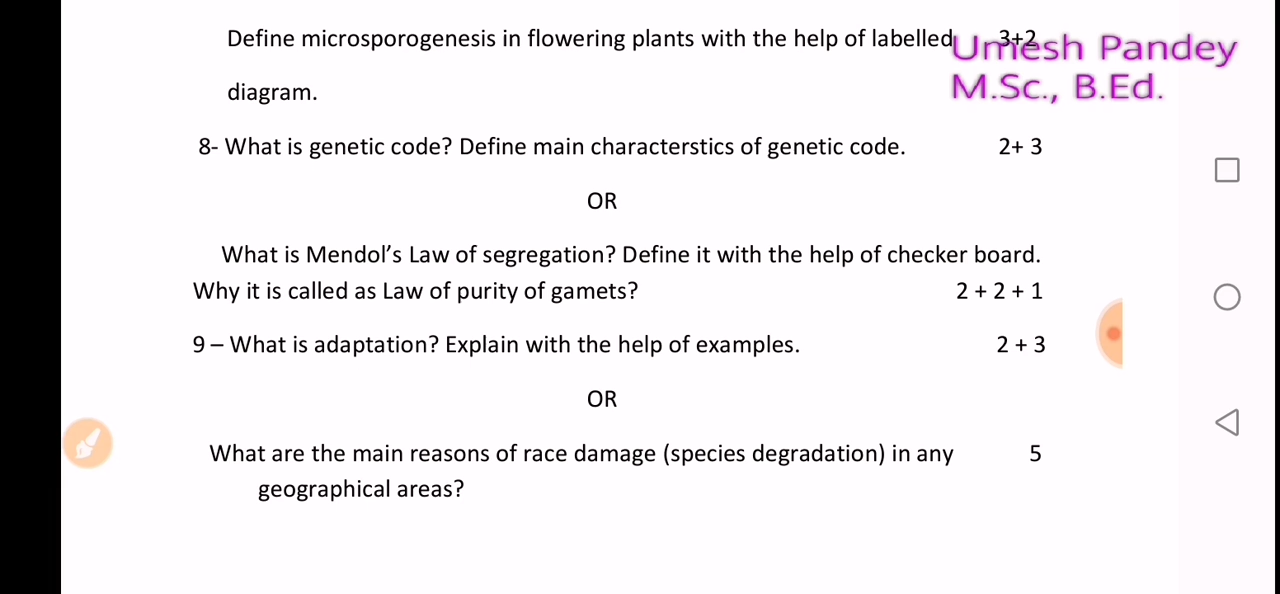 Define microsporogenesis in flowering plants with the help of labelled 3+2
Umesh Pandey
M.Sc., B.Ed.
diagram.
8- What is genetic code? Define main characterstics of genetic code. 2+ 3
OR
What is Mendol's Law of segregation? Define it with the help of checker board.
Why it is called as Law of purity of gamets? 2 + 2 + 1
9 – What is adaptation? Explain with the help of examples. 2 + 3
OR
What are the main reasons of race damage (species degradation) in any 5
geographical areas?